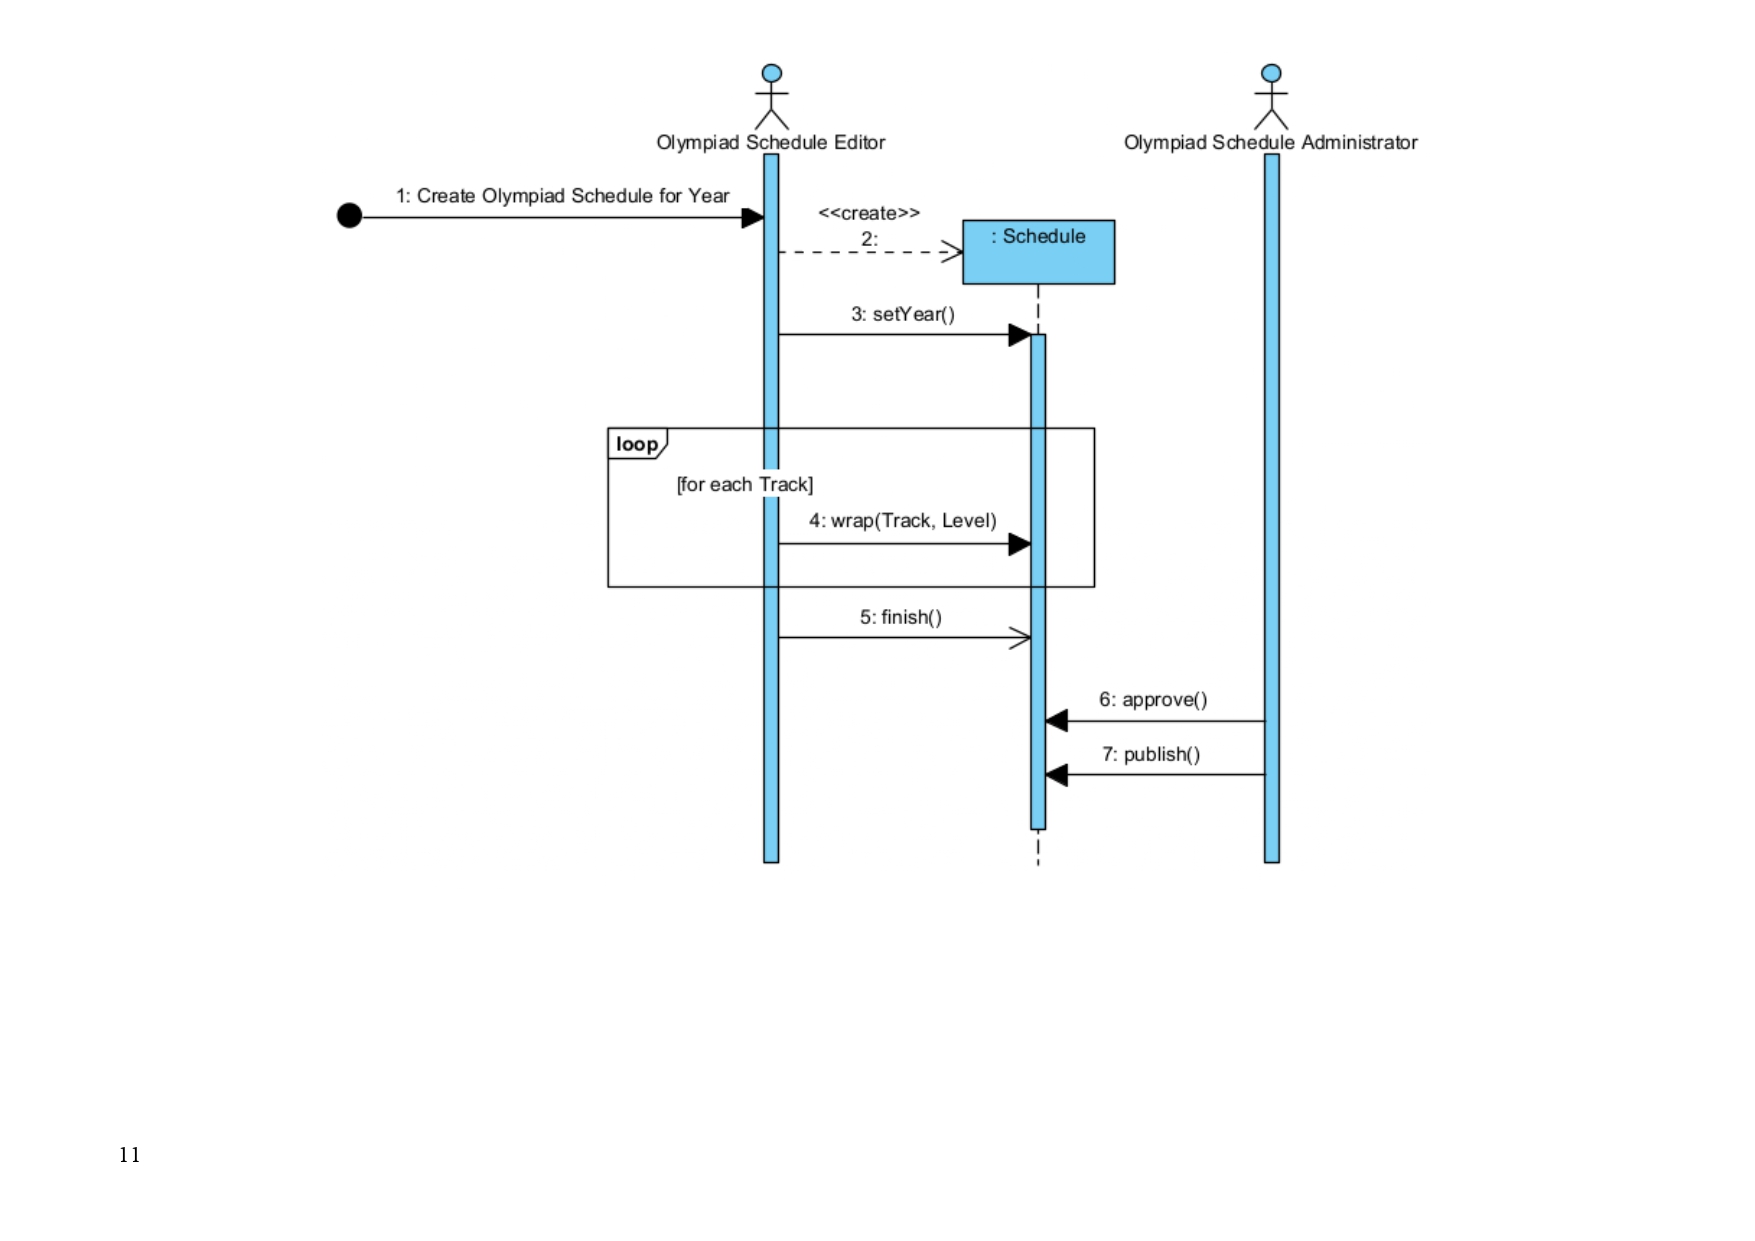 Olympiad Schedule Editor
Olympiad Schedule Administrator
1: Create Olympiad Schedule for Year
<<create>>
2:
: Schedule
3: setYear()
loop
[for each Track]
4: wrap(Track, Level)
5: finish()
6: approve()
7: publish()
11